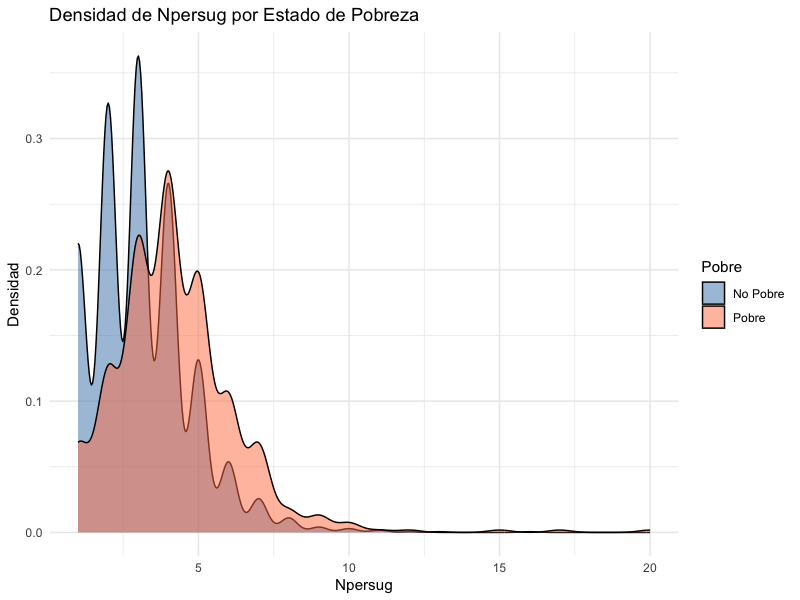 Densidad de Npersug por Estado de Pobreza
Densidad
0.3
0.2
0.1
0.0
5 10 15 20
Npersug
Pobre
No Pobre
Pobre